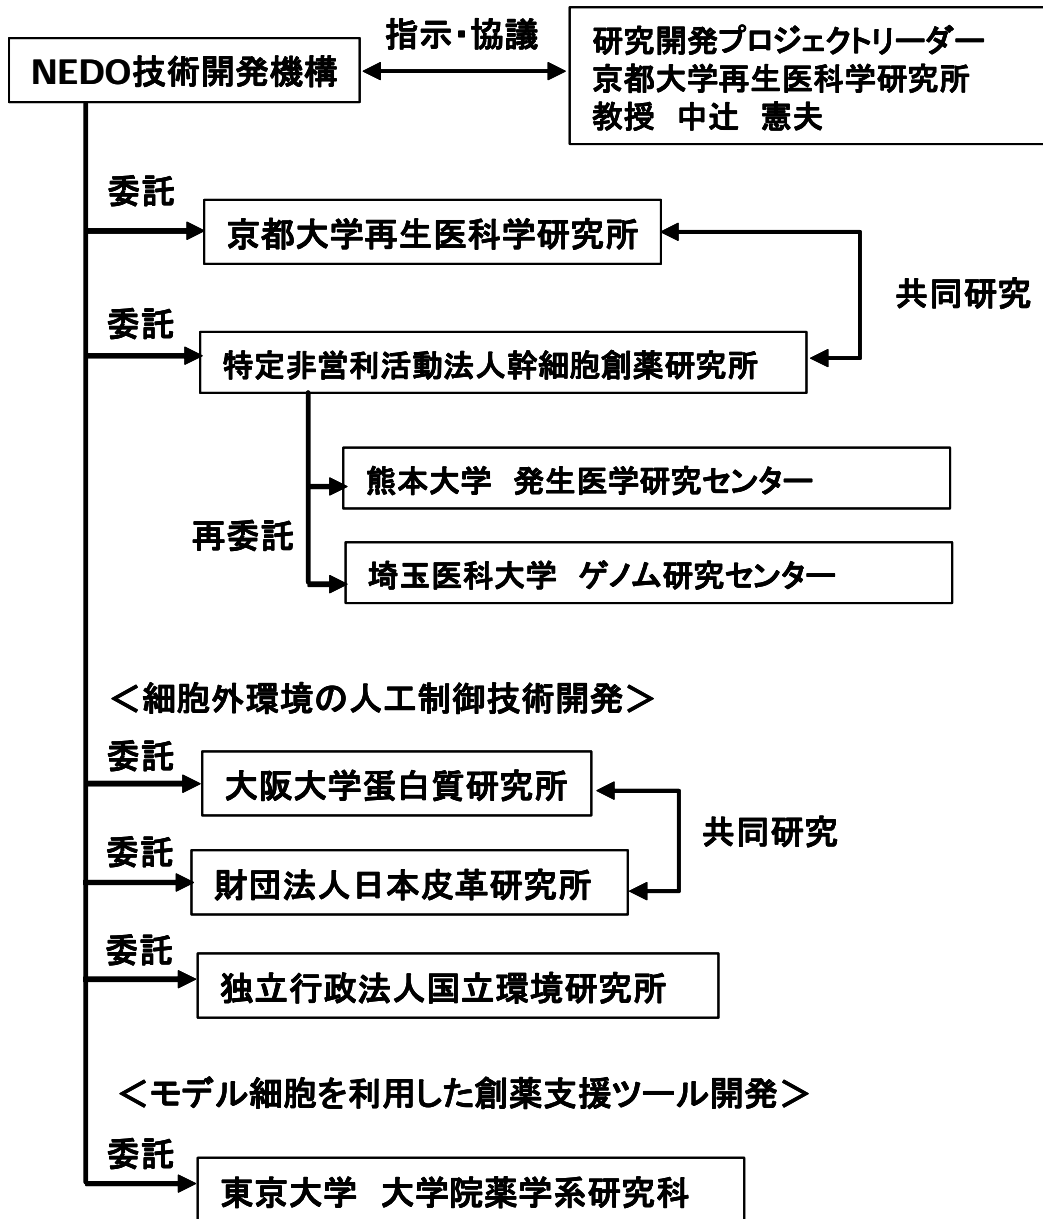 指示・協議
NEDO技術開発機構
研究開発プロジェクトリーダー
京都大学再生医科学研究所
教授　中辻　憲夫
委託
京都大学再生医科学研究所
共同研究
委託
特定非営利活動法人幹細胞創薬研究所
熊本大学　発生医学研究センター
再委託
埼玉医科大学　ゲノム研究センター
＜細胞外環境の人工制御技術開発＞
委託
大阪大学蛋白質研究所
共同研究
委託
財団法人日本皮革研究所
委託
独立行政法人国立環境研究所
＜モデル細胞を利用した創薬支援ツール開発＞
委託
東京大学　大学院薬学系研究科